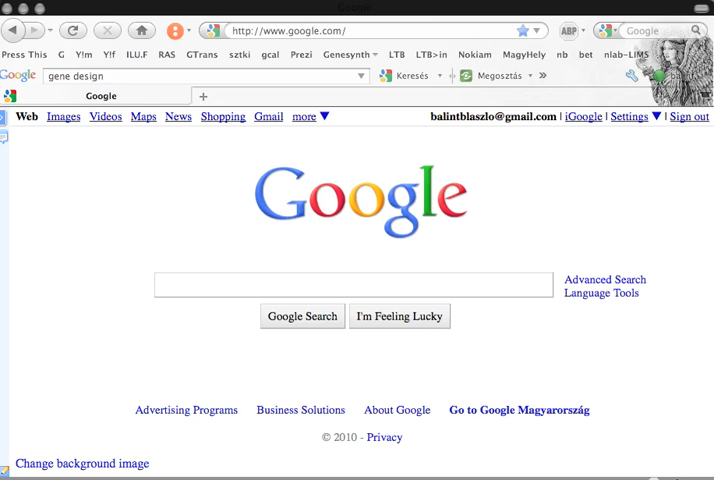 Google
http://www.google.com/
ABP
Google
Press This G Y!m Y!f ILU.F RAS GTrans sztki gcal Prezi Genesynth LTB LTB>in Nokiam MagyHely nb bet nlab-LIMS
Google gene design Keresés Megosztás
Google
Web Images Videos Maps News Shopping Gmail more ▼ balintblaszlo@gmail.com | iGoogle | Settings ▼ | Sign out
Google
Advanced Search
Language Tools
Google Search I'm Feeling Lucky
Advertising Programs Business Solutions About Google Go to Google Magyarország
© 2010 - Privacy
Change background image